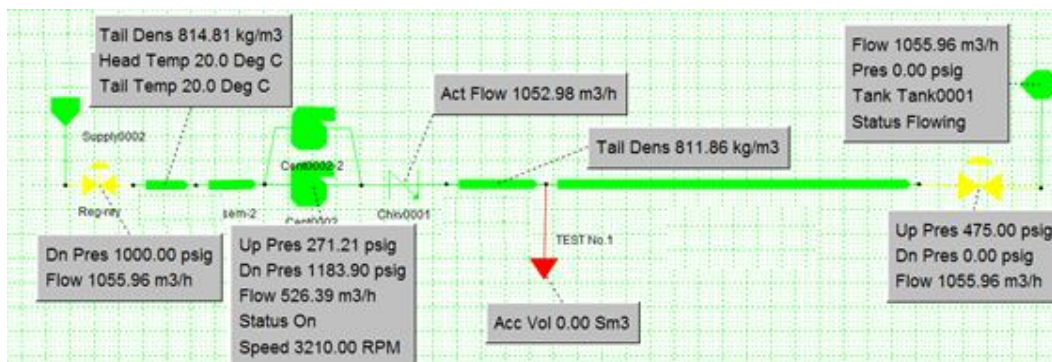 Tail Dens 814.81 kg/m3
Head Temp 20.0 Deg C
Tail Temp 20.0 Deg C
Flow 1055.96 m3/h
Pres 0.00 psig
Tank Tank0001
Status Flowing
Act Flow 1052.98 m3/h
Supply0002
Cent0002-2
Tail Dens 811.86 kg/m3
Reg-rey
sem-2
Cent0002
Chkv0001
TEST No.1
Dn Pres 1000.00 psig
Flow 1055.96 m3/h
Up Pres 271.21 psig
Dn Pres 1183.90 psig
Flow 526.39 m3/h
Status On
Speed 3210.00 RPM
Acc Vol 0.00 Sm3
Up Pres 475.00 psig
Dn Pres 0.00 psig
Flow 1055.96 m3/h